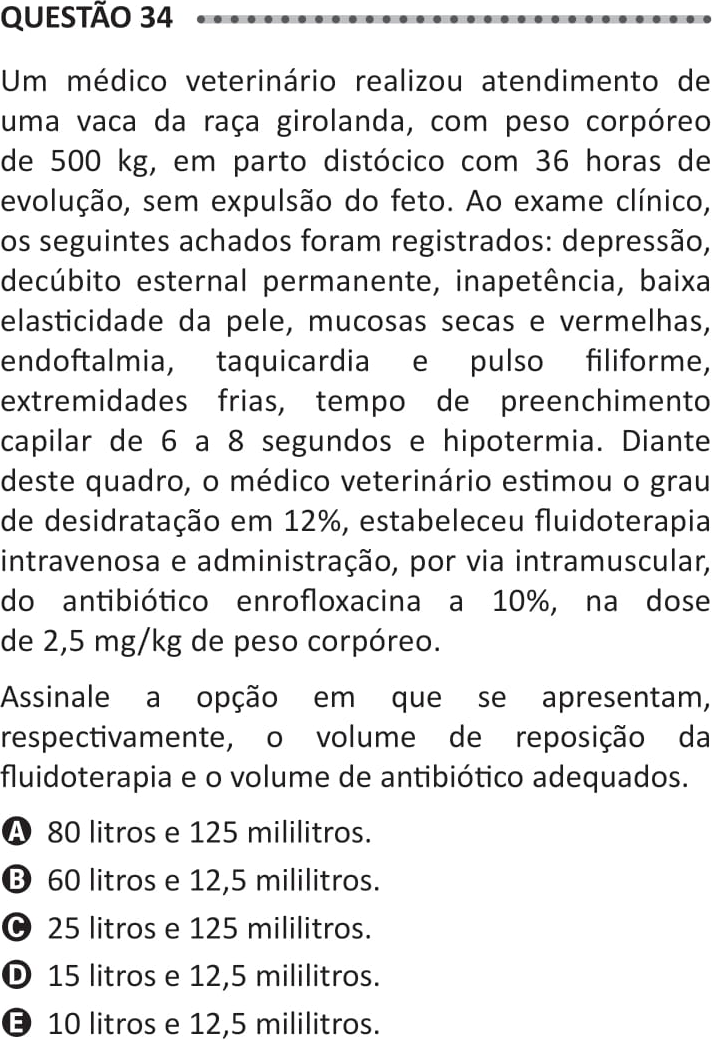 QUESTÃO 34
Um médico veterinário realizou atendimento de
uma vaca da raça girolanda, com peso corpóreo
de 500 kg, em parto distócico com 36 horas de
evolução, sem expulsão do feto. Ao exame clínico,
os seguintes achados foram registrados: depressão,
decúbito esternal permanente, inapetência, baixa
elasticidade da pele, mucosas secas e vermelhas,
endoftalmia, taquicardia e pulso filiforme,
extremidades frias, tempo de preenchimento
capilar de 6 a 8 segundos e hipotermia. Diante
deste quadro, o médico veterinário estimou o grau
de desidratação em 12%, estabeleceu fluidoterapia
intravenosa e administração, por via intramuscular,
do antibiótico enrofloxacina a 10%, na dose
de 2,5 mg/kg de peso corpóreo.
Assinale a opção em que se apresentam,
respectivamente, o volume de reposição da
fluidoterapia e o volume de antibiótico adequados.
A 80 litros e 125 mililitros.
B 60 litros e 12,5 mililitros.
C 25 litros e 125 mililitros.
D 15 litros e 12,5 mililitros.
E 10 litros e 12,5 mililitros.